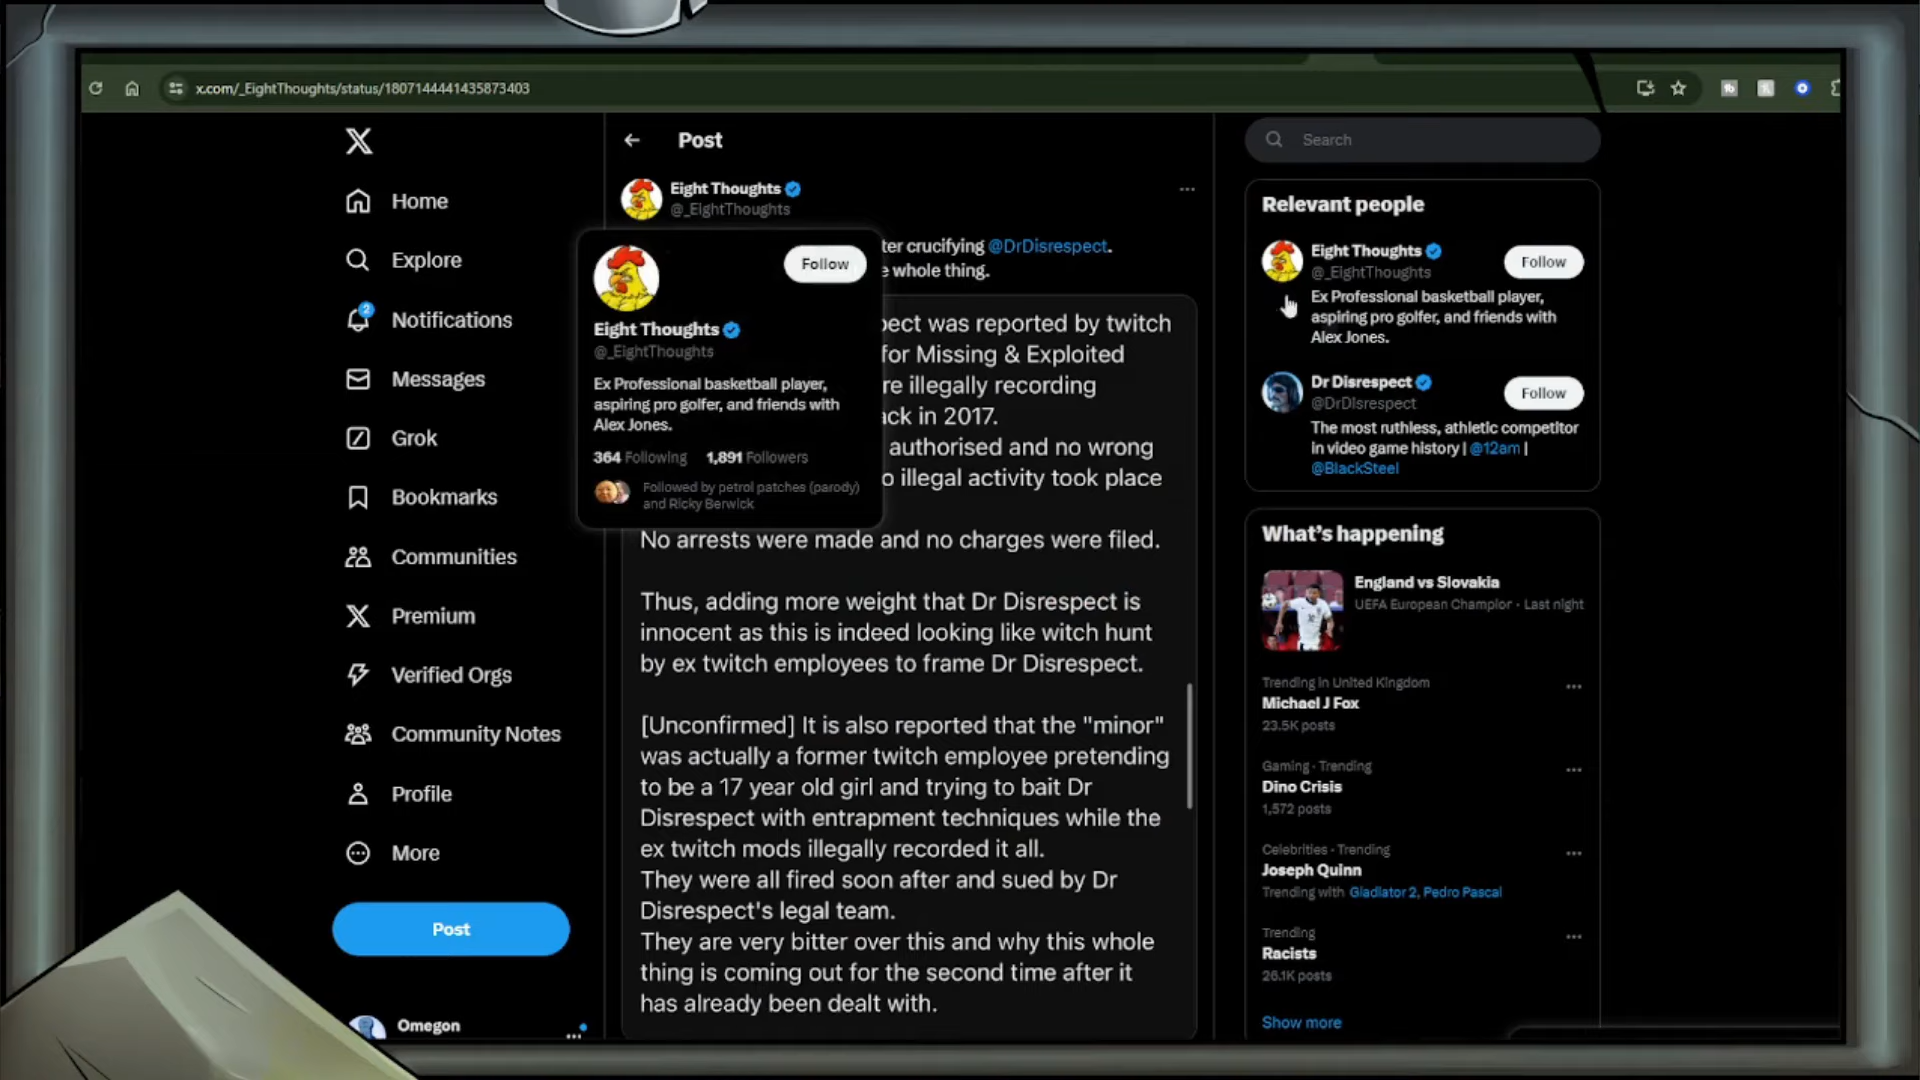 x.com/_EightThoughts/status/1807144441435873403
Home
Explore
2
Notifications
Messages
Grok
Bookmarks
Communities
Premium
Verified Orgs
Community Notes
Profile
More
Post
Omegon
Post
Eight Thoughts
@_EightThoughts
ter crucifying @DrDisrespect.
e whole thing.
Follow
Eight Thoughts
@_EightThoughts
Ex Professional basketball player,
aspiring pro golfer, and friends with
Alex Jones.
364 Following 1,891 Followers
Followed by petrol patches (parody)
and Ricky Berwick
ect was reported by twitch
for Missing & Exploited
re illegally recording
ck in 2017.
authorised and no wrong
o illegal activity took place
No arrests were made and no charges were filed.
Thus, adding more weight that Dr Disrespect is
innocent as this is indeed looking like witch hunt
by ex twitch employees to frame Dr Disrespect.
[Unconfirmed] It is also reported that the "minor"
was actually a former twitch employee pretending
to be a 17 year old girl and trying to bait Dr
Disrespect with entrapment techniques while the
ex twitch mods illegally recorded it all.
They were all fired soon after and sued by Dr
Disrespect's legal team.
They are very bitter over this and why this whole
thing is coming out for the second time after it
has already been dealt with.
Search
Relevant people
Eight Thoughts
@_EightThoughts
Follow
Ex Professional basketball player,
aspiring pro golfer, and friends with
Alex Jones.
Dr Disrespect
@DrDisrespect
Follow
The most ruthless, athletic competitor
in video game history | @12am |
@BlackSteel
What's happening
England vs Slovakia
UEFA European Champior · Last night
Trending in United Kingdom
Michael J Fox
23.5K posts
Gaming · Trending
Dino Crisis
1,572 posts
Celebrities · Trending
Joseph Quinn
Trending with Gladiator 2, Pedro Pascal
Trending
Racists
26.1K posts
Show more